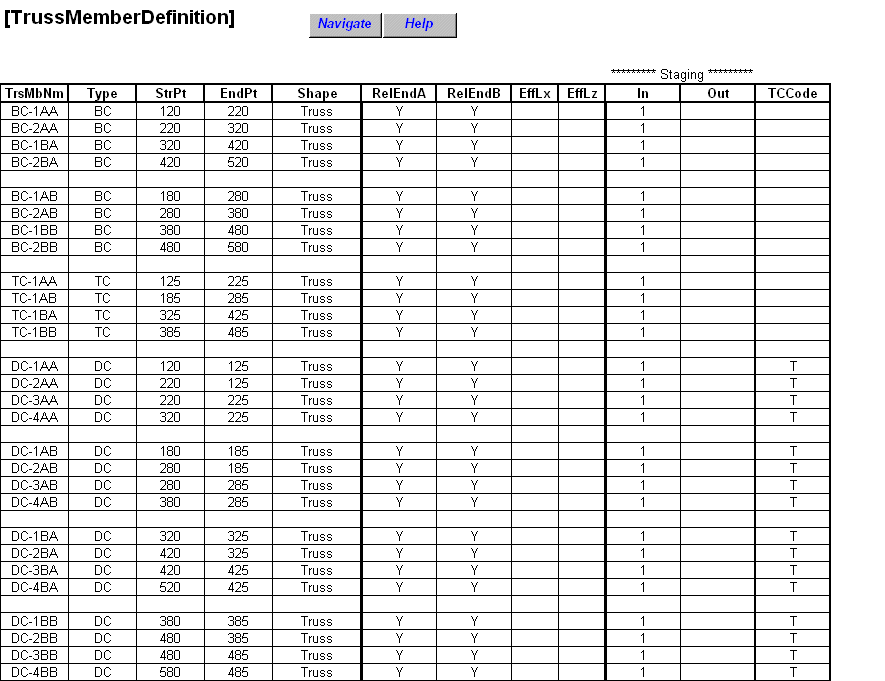 [TrussMemberDefinition]
Navigate Help
********* Staging *********
TrsMbNm Type StrPt EndPt Shape RelEndA RelEndB EffLx EffLz In Out TCCode
BC-1AA BC 120 220 Truss Y Y 1
BC-2AA BC 220 320 Truss Y Y 1
BC-1BA BC 320 420 Truss Y Y 1
BC-2BA BC 420 520 Truss Y Y 1
BC-1AB BC 180 280 Truss Y Y 1
BC-2AB BC 280 380 Truss Y Y 1
BC-1BB BC 380 480 Truss Y Y 1
BC-2BB BC 480 580 Truss Y Y 1
TC-1AA TC 125 225 Truss Y Y 1
TC-1AB TC 185 285 Truss Y Y 1
TC-1BA TC 325 425 Truss Y Y 1
TC-1BB TC 385 485 Truss Y Y 1
DC-1AA DC 120 125 Truss Y Y 1 T
DC-2AA DC 220 125 Truss Y Y 1 T
DC-3AA DC 220 225 Truss Y Y 1 T
DC-4AA DC 320 225 Truss Y Y 1 T
DC-1AB DC 180 185 Truss Y Y 1 T
DC-2AB DC 280 185 Truss Y Y 1 T
DC-3AB DC 280 285 Truss Y Y 1 T
DC-4AB DC 380 285 Truss Y Y 1 T
DC-1BA DC 320 325 Truss Y Y 1 T
DC-2BA DC 420 325 Truss Y Y 1 T
DC-3BA DC 420 425 Truss Y Y 1 T
DC-4BA DC 520 425 Truss Y Y 1 T
DC-1BB DC 380 385 Truss Y Y 1 T
DC-2BB DC 480 385 Truss Y Y 1 T
DC-3BB DC 480 485 Truss Y Y 1 T
DC-4BB DC 580 485 Truss Y Y 1 T